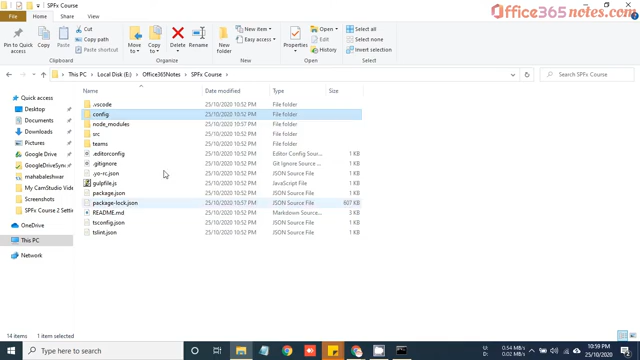 SPFx Course
Office365notes.com
File
Home
Share
View
Pin to Quick access
Copy
Paste
Cut
Copy path
Paste shortcut
Move to
Copy to
Delete
Rename
New folder
New item
Easy access
Properties
Open
Edit
History
Select all
Select none
Invert selection
Clipboard
Organize
New
Open
Select
This PC > Local Disk (E:) > Office365Notes > SPFx Course >
Search SPFx Course
Name Date modified Type Size
.vscode 25/10/2020 10:52 PM File folder
config 25/10/2020 10:52 PM File folder
node_modules 25/10/2020 10:57 PM File folder
src 25/10/2020 10:52 PM File folder
teams 25/10/2020 10:52 PM File folder
.editorconfig 25/10/2020 10:52 PM Editor Config Sour... 1 KB
.gitignore 25/10/2020 10:52 PM Git Ignore Source ... 1 KB
.yo-rc.json 25/10/2020 10:52 PM JSON Source File 1 KB
gulpfile.js 25/10/2020 10:52 PM JavaScript File 1 KB
package.json 25/10/2020 10:52 PM JSON Source File 1 KB
package-lock.json 25/10/2020 10:57 PM JSON Source File 607 KB
README.md 25/10/2020 10:52 PM Markdown Source... 3 KB
tsconfig.json 25/10/2020 10:52 PM JSON Source File 1 KB
tslint.json 25/10/2020 10:52 PM JSON Source File 1 KB
Quick access
Desktop
Documents
Downloads
Pictures
Google Drive
GoogleDriveSync
mahabaleshwar
My CamStudio Videos
Screenshots
SPFx Course 2 Setting
OneDrive
This PC
Network
14 items 1 item selected
Type here to search
U: 0.54 MB/s
D: 0.02 MB/s
10:59 PM
25/10/2020